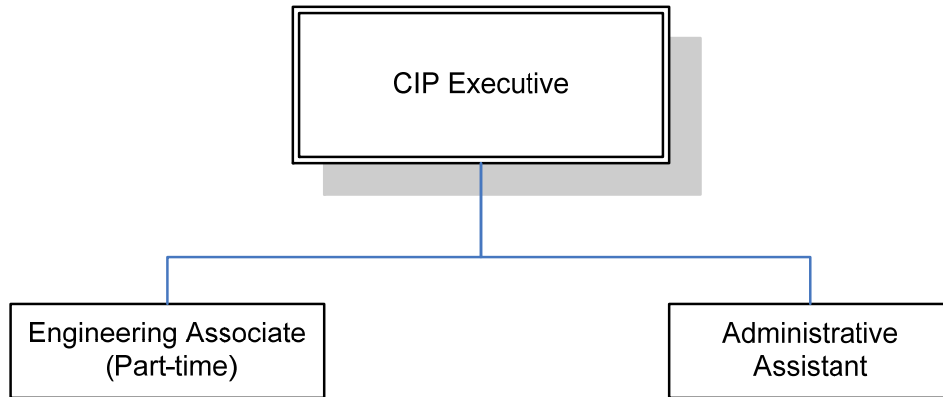 CIP Executive
Engineering Associate
(Part-time)
Administrative
Assistant